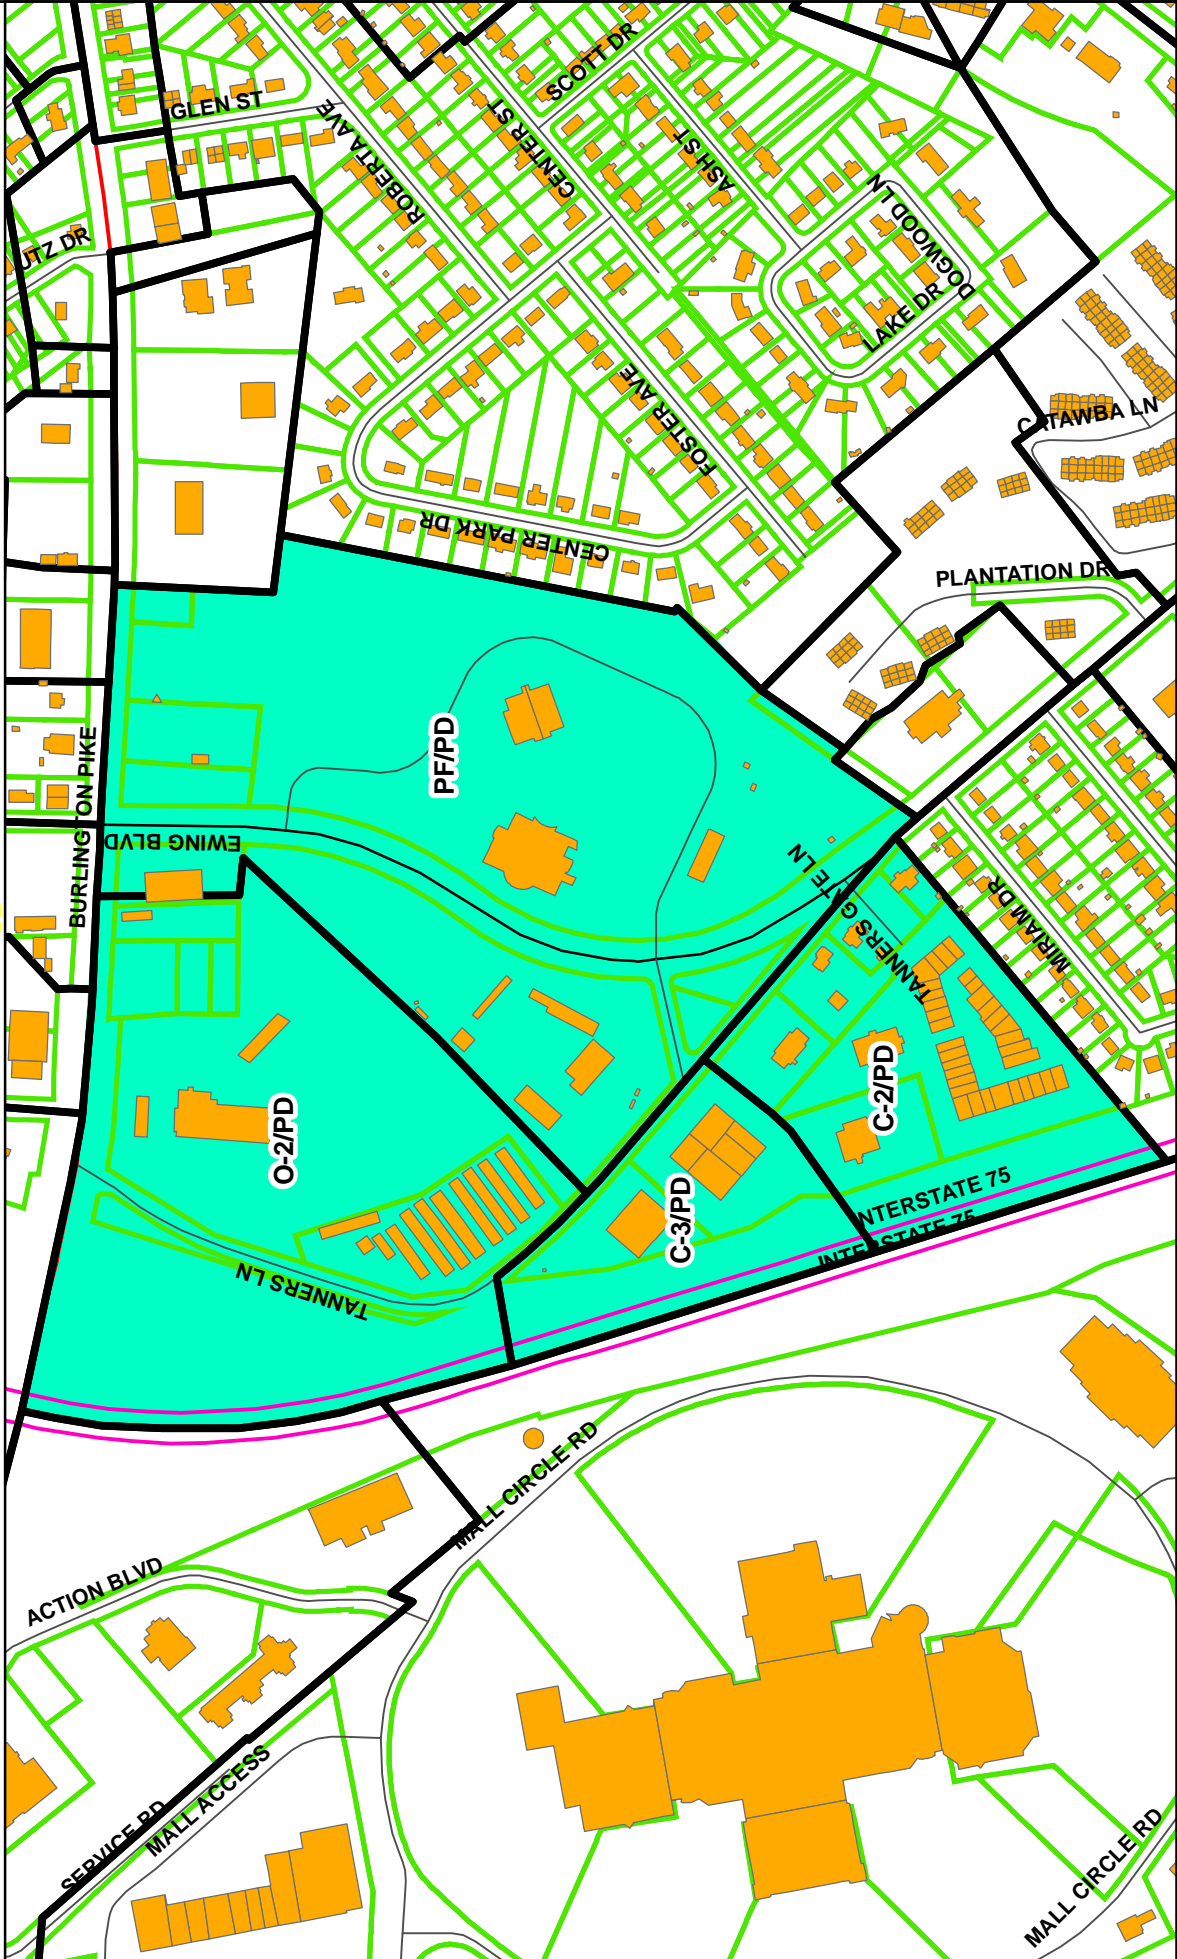 SCOTT DR
GLEN ST
ROBERTA AVE
CENTER ST
ASH ST
DOGWOOD LN
UTZ DR
LAKE DR
FOSTER AVE
CATAWBA LN
CENTER PARK DR
PLANTATION DR
PF/PD
BURLINGTON PIKE
EWING BLVD
TANNERS GATE LN
MIRIAM DR
C-2/PD
O-2/PD
C-3/PD
INTERSTATE 75
INTERSTATE 75
TANNERS LN
MALL CIRCLE RD
ACTION BLVD
MALL ACCESS
SERVICE RD
MALL CIRCLE RD